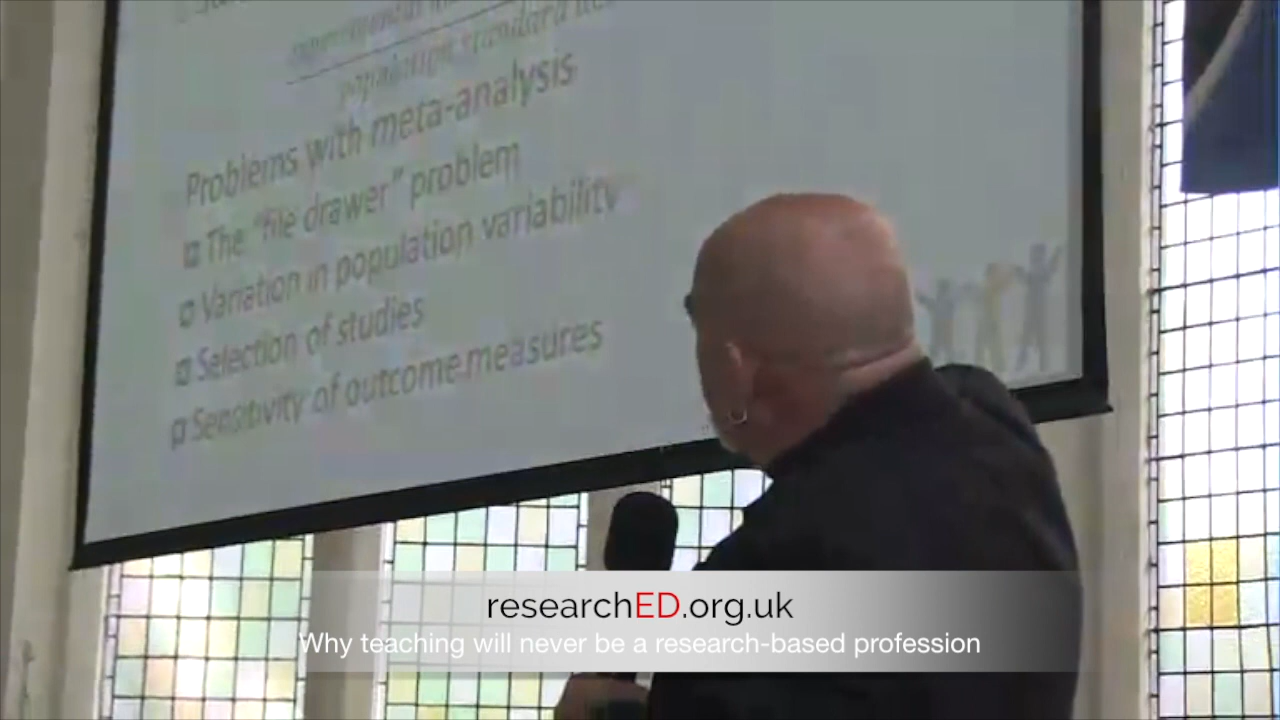 population standard
Problems with meta-analysis
The "file drawer" problem
Variation in population variability
Selection of studies
Sensitivity of outcome measures
researchED.org.uk
Why teaching will never be a research-based profession